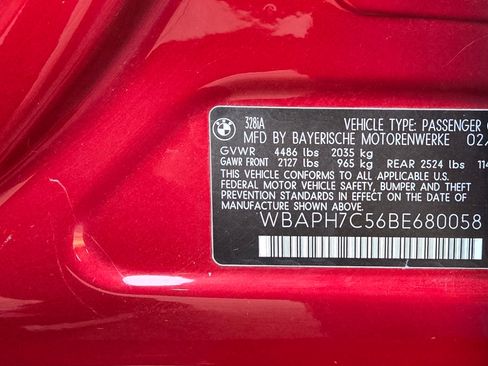 328iA
VEHICLE TYPE: PASSENGER
MFD BY BAYERISCHE MOTORENWERKE 02/
GVWR 4486 lbs 2035 kg
GAWR FRONT 2127 lbs 965 kg REAR 2524 lbs 114
THIS VEHICLE CONFORMS TO ALL APPLICABLE U.S.
FEDERAL MOTOR VEHICLE SAFETY, BUMPER AND THEFT
PREVENTION STANDARDS IN EFFECT ON THE DATE
OF MANUFACTURE SHOWN ABOVE.
WBAPH7C56BE680058